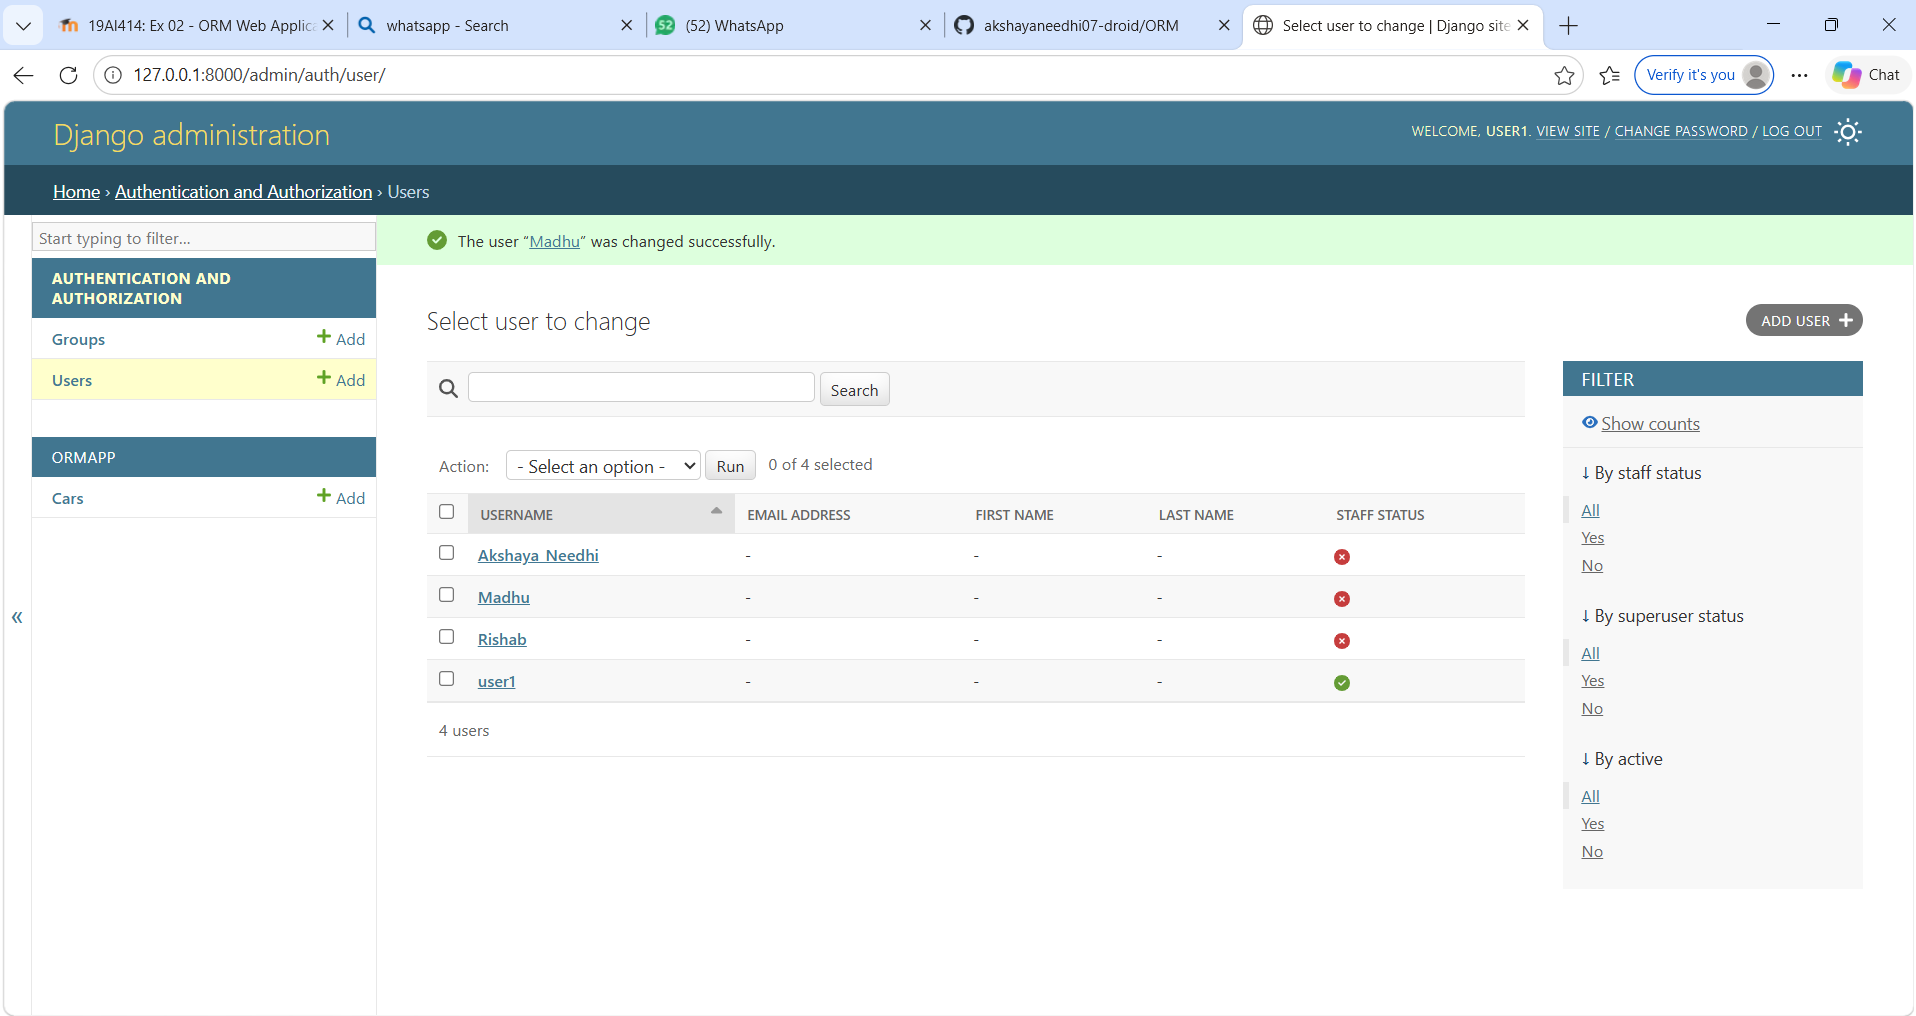 19AI414: Ex 02 - ORM Web Applica
whatsapp - Search
(52) WhatsApp
akshayaneedhi07-droid/ORM
Select user to change | Django site
127.0.0.1:8000/admin/auth/user/
Verify it's you
Chat
Django administration
WELCOME, USER1. VIEW SITE / CHANGE PASSWORD / LOG OUT
Home › Authentication and Authorization › Users
Start typing to filter...
AUTHENTICATION AND
AUTHORIZATION
Groups + Add
Users + Add
ORMAPP
Cars + Add
«
The user “Madhu” was changed successfully.
Select user to change
ADD USER +
Search
Action: - Select an option - Run 0 of 4 selected
USERNAME EMAIL ADDRESS FIRST NAME LAST NAME STAFF STATUS
Akshaya_Needhi - - -
Madhu - - -
Rishab - - -
user1 - - -
4 users
FILTER
Show counts
↓ By staff status
All
Yes
No
↓ By superuser status
All
Yes
No
↓ By active
All
Yes
No